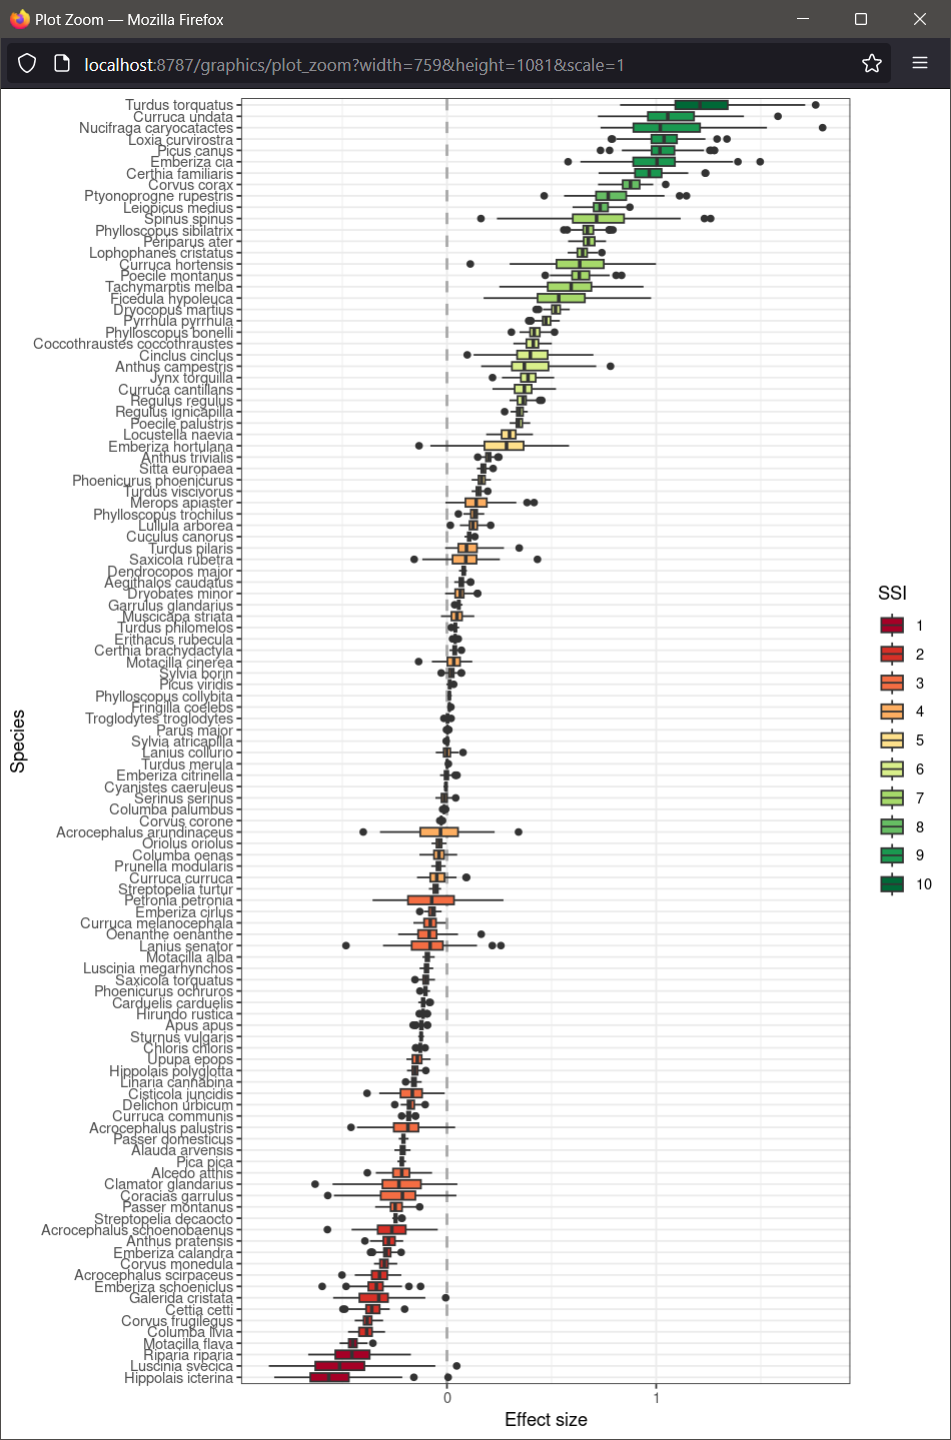 Plot Zoom — Mozilla Firefox
localhost:8787/graphics/plot_zoom?width=759&height=1081&scale=1
Turdus torquatus
Curruca undata
Nucifraga caryocatactes
Loxia curvirostra
Picus canus
Emberiza cia
Certhia familiaris
Corvus corax
Ptyonoprogne rupestris
Leiopicus medius
Spinus spinus
Phylloscopus sibilatrix
Periparus ater
Lophophanes cristatus
Curruca hortensis
Poecile montanus
Tachymarptis melba
Ficedula hypoleuca
Dryocopus martius
Pyrrhula pyrrhula
Phylloscopus bonelli
Coccothraustes coccothraustes
Cinclus cinclus
Anthus campestris
Jynx torquilla
Curruca cantillans
Regulus regulus
Regulus ignicapilla
Poecile palustris
Locustella naevia
Emberiza hortulana
Anthus trivialis
Sitta europaea
Phoenicurus phoenicurus
Turdus viscivorus
Merops apiaster
Phylloscopus trochilus
Lullula arborea
Cuculus canorus
Turdus pilaris
Saxicola rubetra
Dendrocopos major
Aegithalos caudatus
Dryobates minor
Garrulus glandarius
Muscicapa striata
Turdus philomelos
Erithacus rubecula
Certhia brachydactyla
Motacilla cinerea
Sylvia borin
Picus viridis
Phylloscopus collybita
Fringilla coelebs
Troglodytes troglodytes
Parus major
Sylvia atricapilla
Lanius collurio
Turdus merula
Emberiza citrinella
Cyanistes caeruleus
Serinus serinus
Columba palumbus
Corvus corone
Acrocephalus arundinaceus
Oriolus oriolus
Columba oenas
Prunella modularis
Curruca curruca
Streptopelia turtur
Petronia petronia
Emberiza cirlus
Curruca melanocephala
Oenanthe oenanthe
Lanius senator
Motacilla alba
Luscinia megarhynchos
Saxicola torquatus
Phoenicurus ochruros
Carduelis carduelis
Hirundo rustica
Apus apus
Sturnus vulgaris
Chloris chloris
Upupa epops
Hippolais polyglotta
Linaria cannabina
Cisticola juncidis
Delichon urbicum
Curruca communis
Acrocephalus palustris
Passer domesticus
Alauda arvensis
Pica pica
Alcedo atthis
Clamator glandarius
Coracias garrulus
Passer montanus
Streptopelia decaocto
Acrocephalus schoenobaenus
Anthus pratensis
Emberiza calandra
Corvus monedula
Acrocephalus scirpaceus
Emberiza schoeniclus
Galerida cristata
Cettia cetti
Corvus frugilegus
Columba livia
Motacilla flava
Riparia riparia
Luscinia svecica
Hippolais icterina
Species
0
1
Effect size
SSI
1
2
3
4
5
6
7
8
9
10